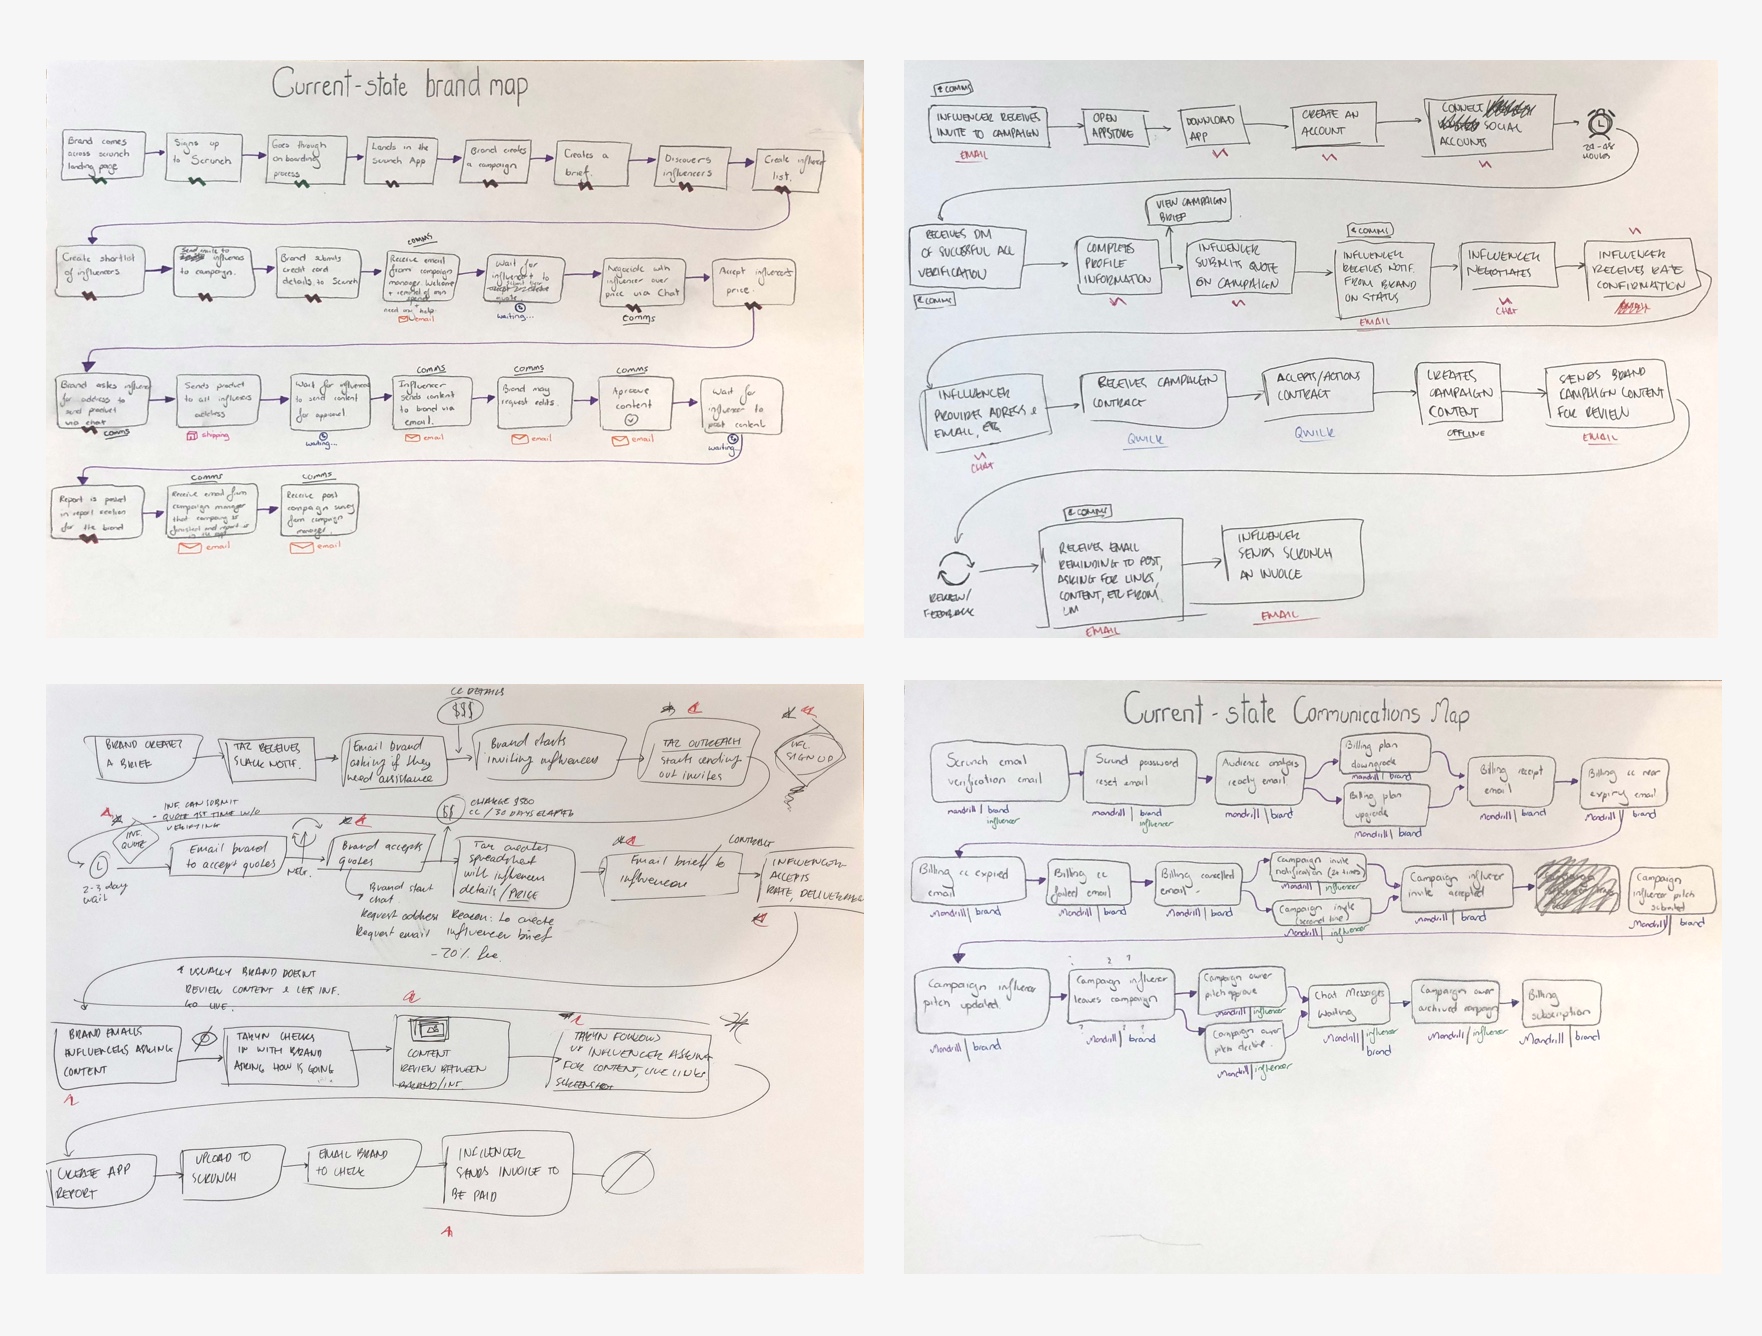 Current-state brand map
Brand comes
across scrunch
landing page
Signs up
to Scrunch
Goes through
onboarding
process
Lands in the
Scrunch App
Brand creates
a campaign
Creates a
brief.
Discovers
influencers
Create influencer
list.
Create shortlist
of influencers
Send invite to
influencers
to campaign.
Brand submits
credit card
details to Scrunch
COMMS
Receive email
from campaign
manager. Welcome
need any help.
email
Wait for
influencer to
quote.
waiting...
Negotiate with
influencer over
price via Chat
comms
Accept influencers
price.
Brand asks influencer
for address to
send product
via chat
comms
Sends product
to all influencers
address
shipping
Wait for influencer
to send content
for approval
waiting...
comms
Influencer
sends content
to brand via
email.
email
comms
Brand may
request edits.
email
comms
Approve
content
email
Wait for
influencer to
post content.
waiting...
Report is posted
in report section
for the brand
comms
Receive email from
campaign manager
that campaign is
finished and report is
in the app
email
comms
Receive post
campaign survey
from campaign
manager.
email
COMMS
INFLUENCER RECEIVES
INVITE TO CAMPAIGN
EMAIL
OPEN
APPSTORE
DOWNLOAD
APP
CREATE AN
ACCOUNT
CONNECT
SOCIAL
ACCOUNTS
24-48
HOURS
RECEIVES DM
OF SUCCESSFUL ACC
VERIFICATION
COMMS
COMPLETE
PROFILE
INFORMATION
VIEW CAMPAIGN
BRIEF
INFLUENCER
SUBMITS QUOTE
ON CAMPAIGN
COMMS
INFLUENCER
RECEIVES NOTIF.
FROM BRAND
ON STATUS
EMAIL
INFLUENCER
NEGOTIATES
CHAT
INFLUENCER
RECEIVES RATE
CONFIRMATION
INFLUENCER
PROVIDES ADRESS &
EMAIL, ETC
CHAT
RECEIVES CAMPAIGN
CONTRACT
QWILR
ACCEPTS/ACTIONS
CONTRACT
QWILR
CREATES
CAMPAIGN
CONTENT
OFFLINE
SENDS BRAND
CAMPAIGN CONTENT
FOR REVIEW
EMAIL
REVIEW/
FEEDBACK
COMMS
RECEIVES EMAIL
REMINDING TO POST,
ASKING FOR LINKS,
CONTENT, ETC FROM
CM
EMAIL
INFLUENCER
SENDS SCRUNCH
AN INVOICE
EMAIL
CC DETAILS
$$$
BRAND CREATES
A BRIEF
TAZ RECEIVES
SLACK NOTIF.
Email brand
asking if they
need assistance
Brand starts
inviting influencers
TAZ OUTREACH
starts sending
out invites
INFL.
SIGN UP
INF. CAN SUBMIT
QUOTE 1ST TIME W/O
VERIFYING
INF.
QUOTE
2-3 day
wait
Email brand
to accept quotes
NEG.
Brand accepts
quotes
Brand start
chat
Request address
Request email
$$
CHARGE $500
CC / 30 DAYS ELAPSED
Taz creates
spreadsheet
with influencers
details / PRICE
Reason: to create
influencer brief
- 20% fee
Email brief to
influencer
CONTRACT
INFLUENCER
ACCEPTS
RATE, DELIVERABLES
* USUALLY BRAND DOESNT
REVIEW CONTENT & LET INF.
GO LIVE.
BRAND EMAILS
INFLUENCERS ASKING
CONTENT
TARYN CHECKS
IN WITH BRAND
ASKING HOW IS GOING
CONTENT
REVIEW BETWEEN
BRAND/INF.
TARYN FOLLOWS
UP INFLUENCER ASKING
FOR CONTENT, LIVE LINKS,
SCREENSHOT
CREATE APP
REPORT
UPLOAD TO
SCRUNCH
EMAIL BRAND
TO CHECK
INFLUENCER
SENDS INVOICE TO
BE PAID
Current-state Communications Map
Scrunch email
verification email
mandrill | brand
influencer
Scrunch password
reset email
mandrill | brand
influencer
Audience analysis
ready email
mandrill | brand
Billing plan
downgrade
mandrill | brand
Billing plan
upgrade
Mandrill | brand
Billing receipt
email
mandrill | brand
Billing cc near
expiry email
Mandrill | brand
Billing cc expired
email
Mandrill | brand
Billing cc
failed email
Mandrill | brand
Billing cancelled
email
Mandrill | brand
Campaign invite
notification (2x times)
Mandrill | influencer
Campaign invite
(second time)
Mandrill | influencer
Campaign influencer
invite accepted
Mandrill | brand
Campaign
influencer pitch
submitted
Mandrill | brand
Campaign influencer
pitch updated
Mandrill | brand
Campaign influencer
leaves campaign
Mandrill | brand
Campaign owner
pitch approve
Mandrill | influencer
Campaign owner
pitch decline
Mandrill | influencer
Chat Messages
Waiting
Mandrill | influencer
brand
Campaign owner
archived campaign
Mandrill / influencer
Billing
subscription
Mandrill | brand